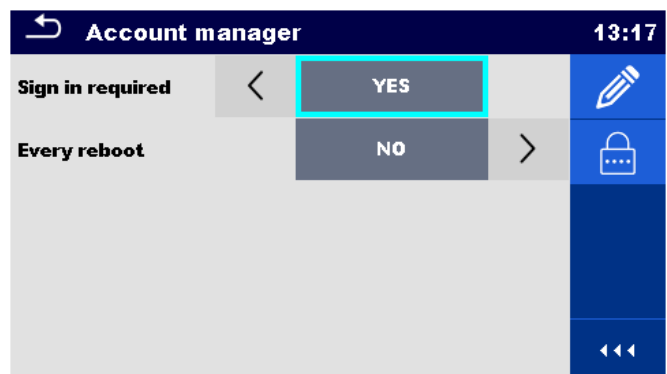 Account manager 13:17
Sign in required YES
Every reboot NO